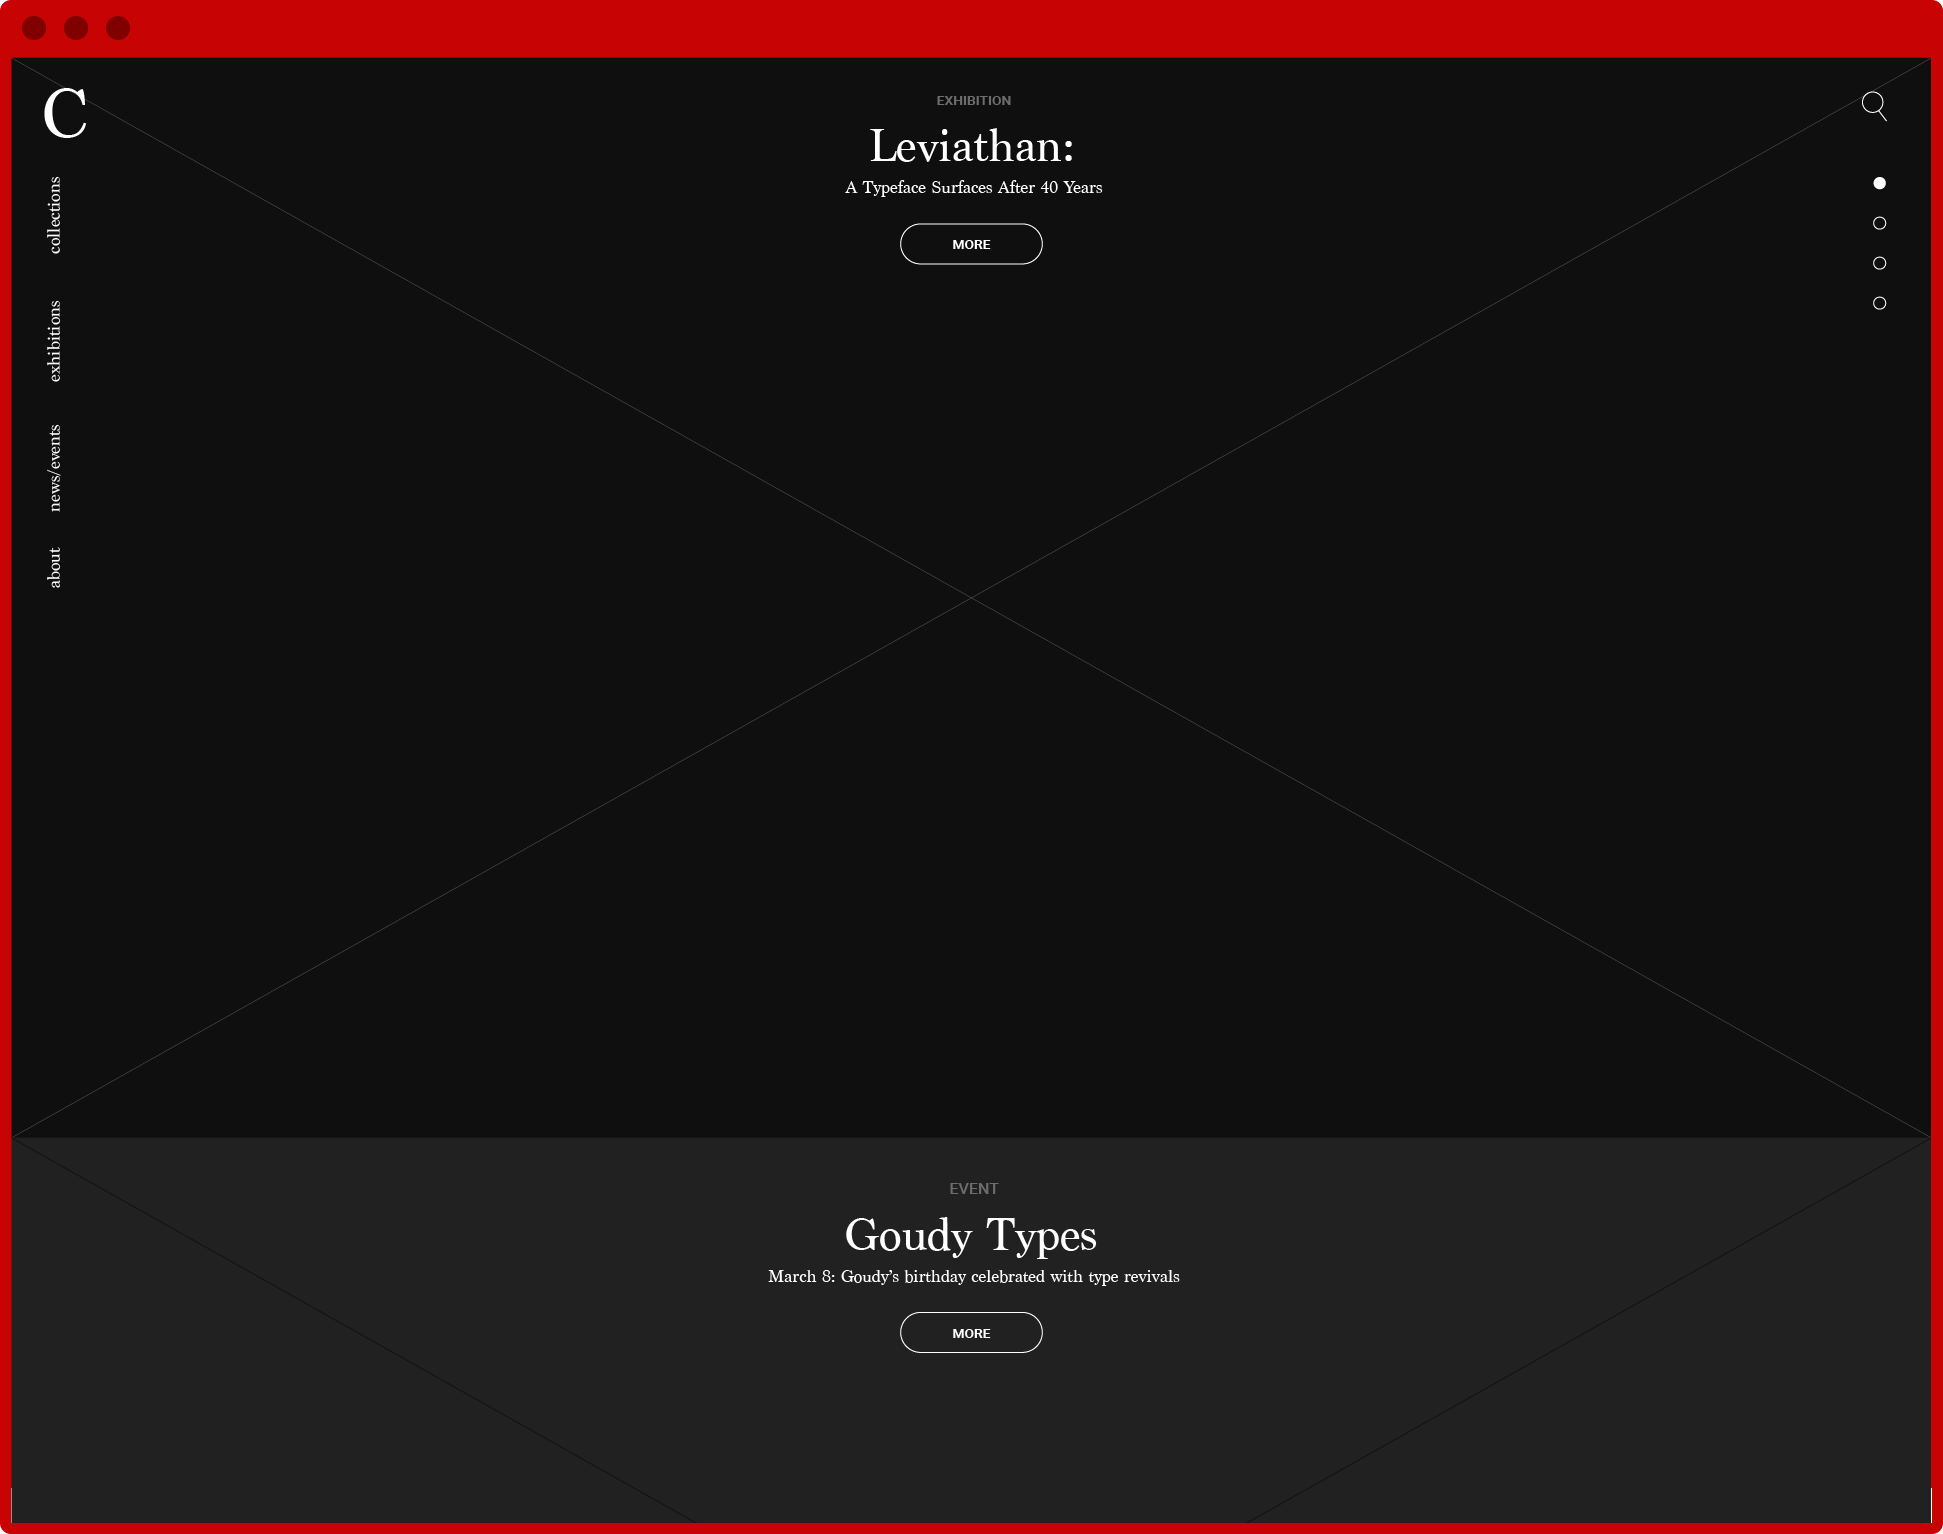 C
collections
exhibitions
news/events
about
EXHIBITION
Leviathan:
A Typeface Surfaces After 40 Years
MORE
EVENT
Goudy Types
March 8: Goudy’s birthday celebrated with type revivals
MORE